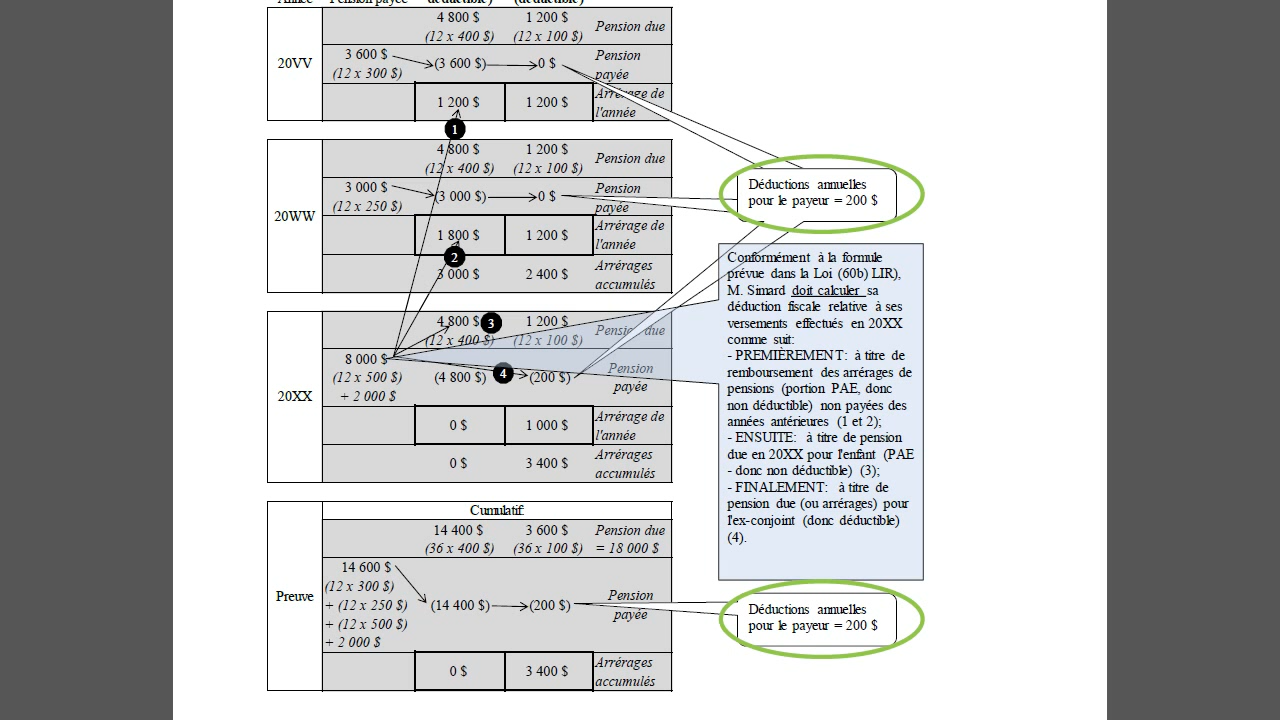 Année Pension payée déductible) (déductible)
4 800 $ 1 200 $ Pension due
(12 x 400 $) (12 x 100 $)
20VV
3 600 $ (3 600 $) 0 $ Pension
(12 x 300 $) payée
1 200 $ 1 200 $ Arrérage de
l'année
1
4 800 $ 1 200 $ Pension due
(12 x 400 $) (12 x 100 $)
20WW
3 000 $ (3 000 $) 0 $ Pension
(12 x 250 $) payée
1 800 $ 1 200 $ Arrérage de
l'année
2
3 000 $ 2 400 $ Arrérages
accumulés
4 800 $ 3 1 200 $ Pension due
(12 x 400 $) (12 x 100 $)
20XX
8 000 $ Pension
(12 x 500 $) (4 800 $) 4 (200 $) payée
+ 2 000 $
0 $ 1 000 $ Arrérage de
l'année
0 $ 3 400 $ Arrérages
accumulés
Cumulatif:
14 400 $ 3 600 $ Pension due
(36 x 400 $) (36 x 100 $) = 18 000 $
Preuve
14 600 $
(12 x 300 $)
+ (12 x 250 $) (14 400 $) (200 $) Pension
+ (12 x 500 $) payée
+ 2 000 $
0 $ 3 400 $ Arrérages
accumulés
Déductions annuelles
pour le payeur = 200 $
Conformément à la formule
prévue dans la Loi (60b) LIR),
M. Simard doit calculer sa
déduction fiscale relative à ses
versements effectués en 20XX
comme suit:
- PREMIÈREMENT: à titre de
remboursement des arrérages de
pensions (portion PAE, donc
non déductible) non payées des
années antérieures (1 et 2);
- ENSUITE: à titre de pension
due en 20XX pour l'enfant (PAE
- donc non déductible) (3);
- FINALEMENT: à titre de
pension due (ou arrérages) pour
l'ex-conjoint (donc déductible)
(4).
Déductions annuelles
pour le payeur = 200 $